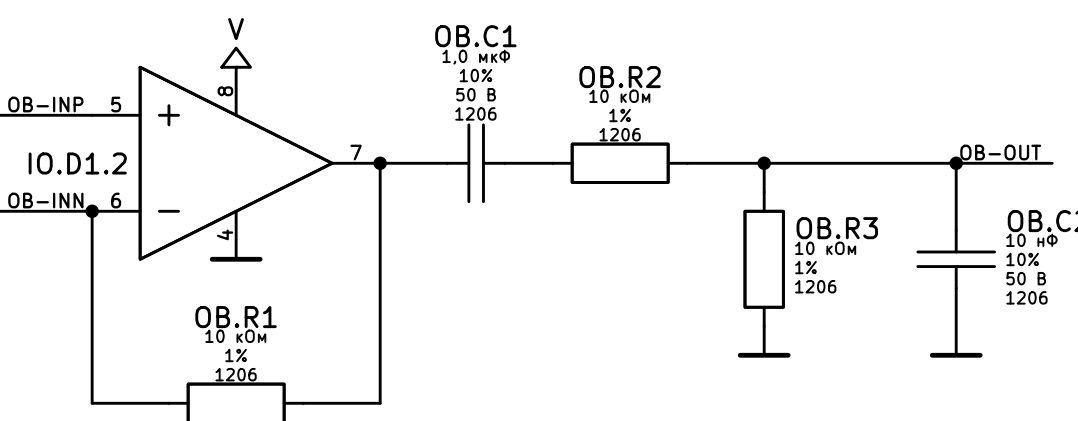 V
8
OB-INP 5
+
IO.D1.2
OB-INN 6
−
4
7
OB.C1
1,0 мкФ
10%
50 В
1206
OB.R2
10 кОм
1%
1206
OB-OUT
OB.R3
10 кОм
1%
1206
OB.C2
10 нФ
10%
50 В
1206
OB.R1
10 кОм
1%
1206